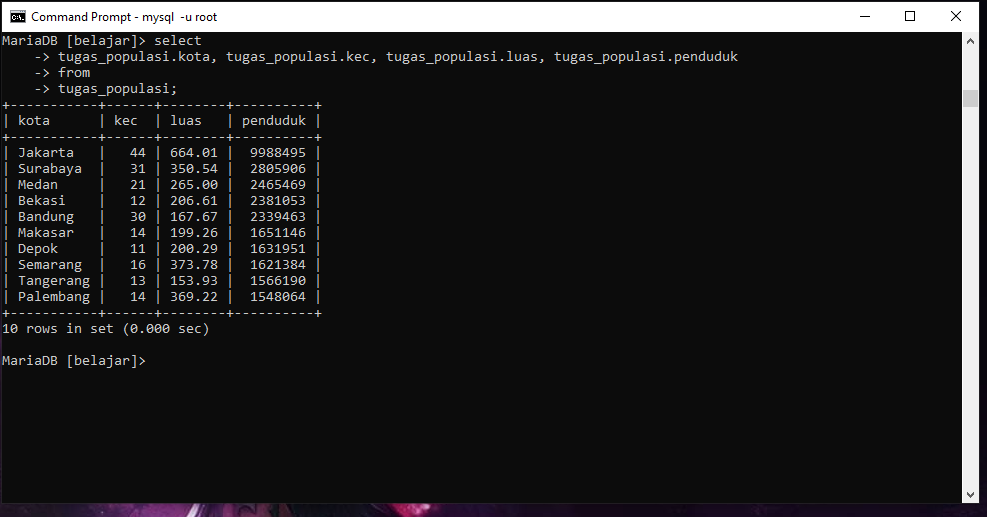 Command Prompt - mysql  -u root
MariaDB [belajar]> select
    -> tugas_populasi.kota, tugas_populasi.kec, tugas_populasi.luas, tugas_populasi.penduduk
    -> from
    -> tugas_populasi;
+-----------+------+--------+----------+
| kota      | kec  | luas   | penduduk |
+-----------+------+--------+----------+
| Jakarta   |   44 | 664.01 |  9988495 |
| Surabaya  |   31 | 350.54 |  2805906 |
| Medan     |   21 | 265.00 |  2465469 |
| Bekasi    |   12 | 206.61 |  2381053 |
| Bandung   |   30 | 167.67 |  2339463 |
| Makasar   |   14 | 199.26 |  1651146 |
| Depok     |   11 | 200.29 |  1631951 |
| Semarang  |   16 | 373.78 |  1621384 |
| Tangerang |   13 | 153.93 |  1566190 |
| Palembang |   14 | 369.22 |  1548064 |
+-----------+------+--------+----------+
10 rows in set (0.000 sec)
MariaDB [belajar]>